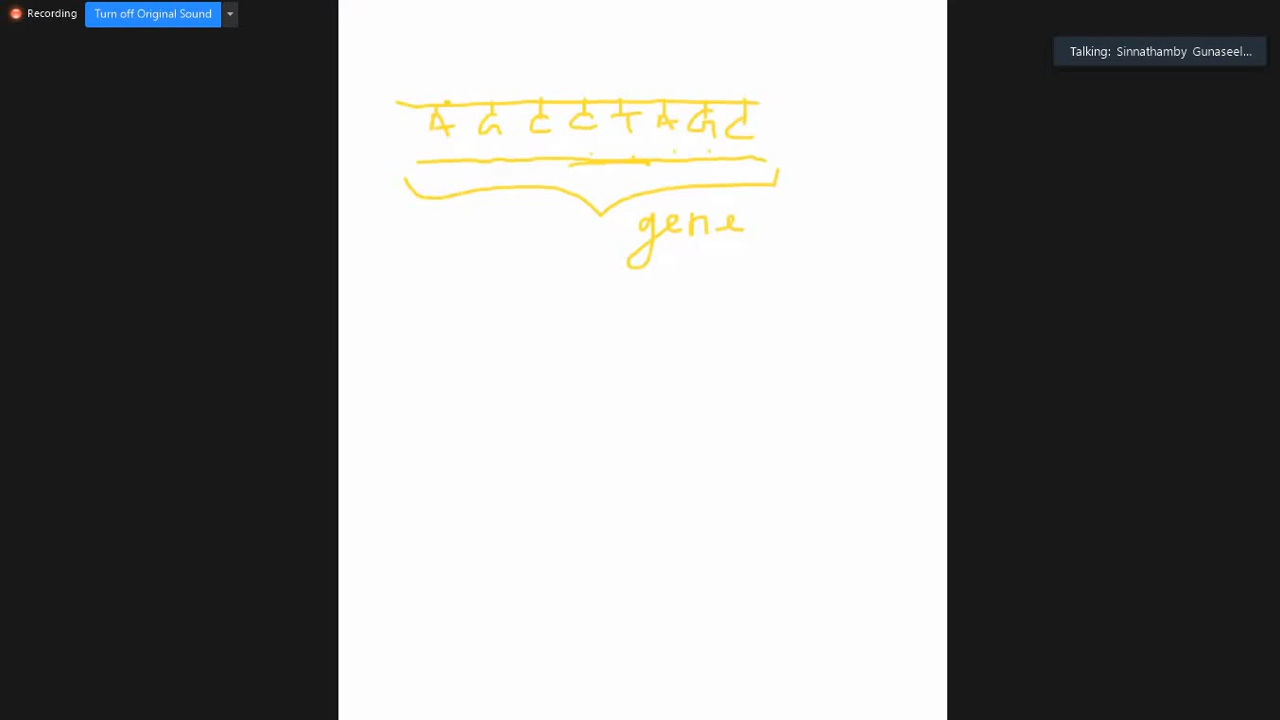 Recording
Turn off Original Sound
Talking: Sinnathamby Gunaseel...
A G C C T A G C
gene